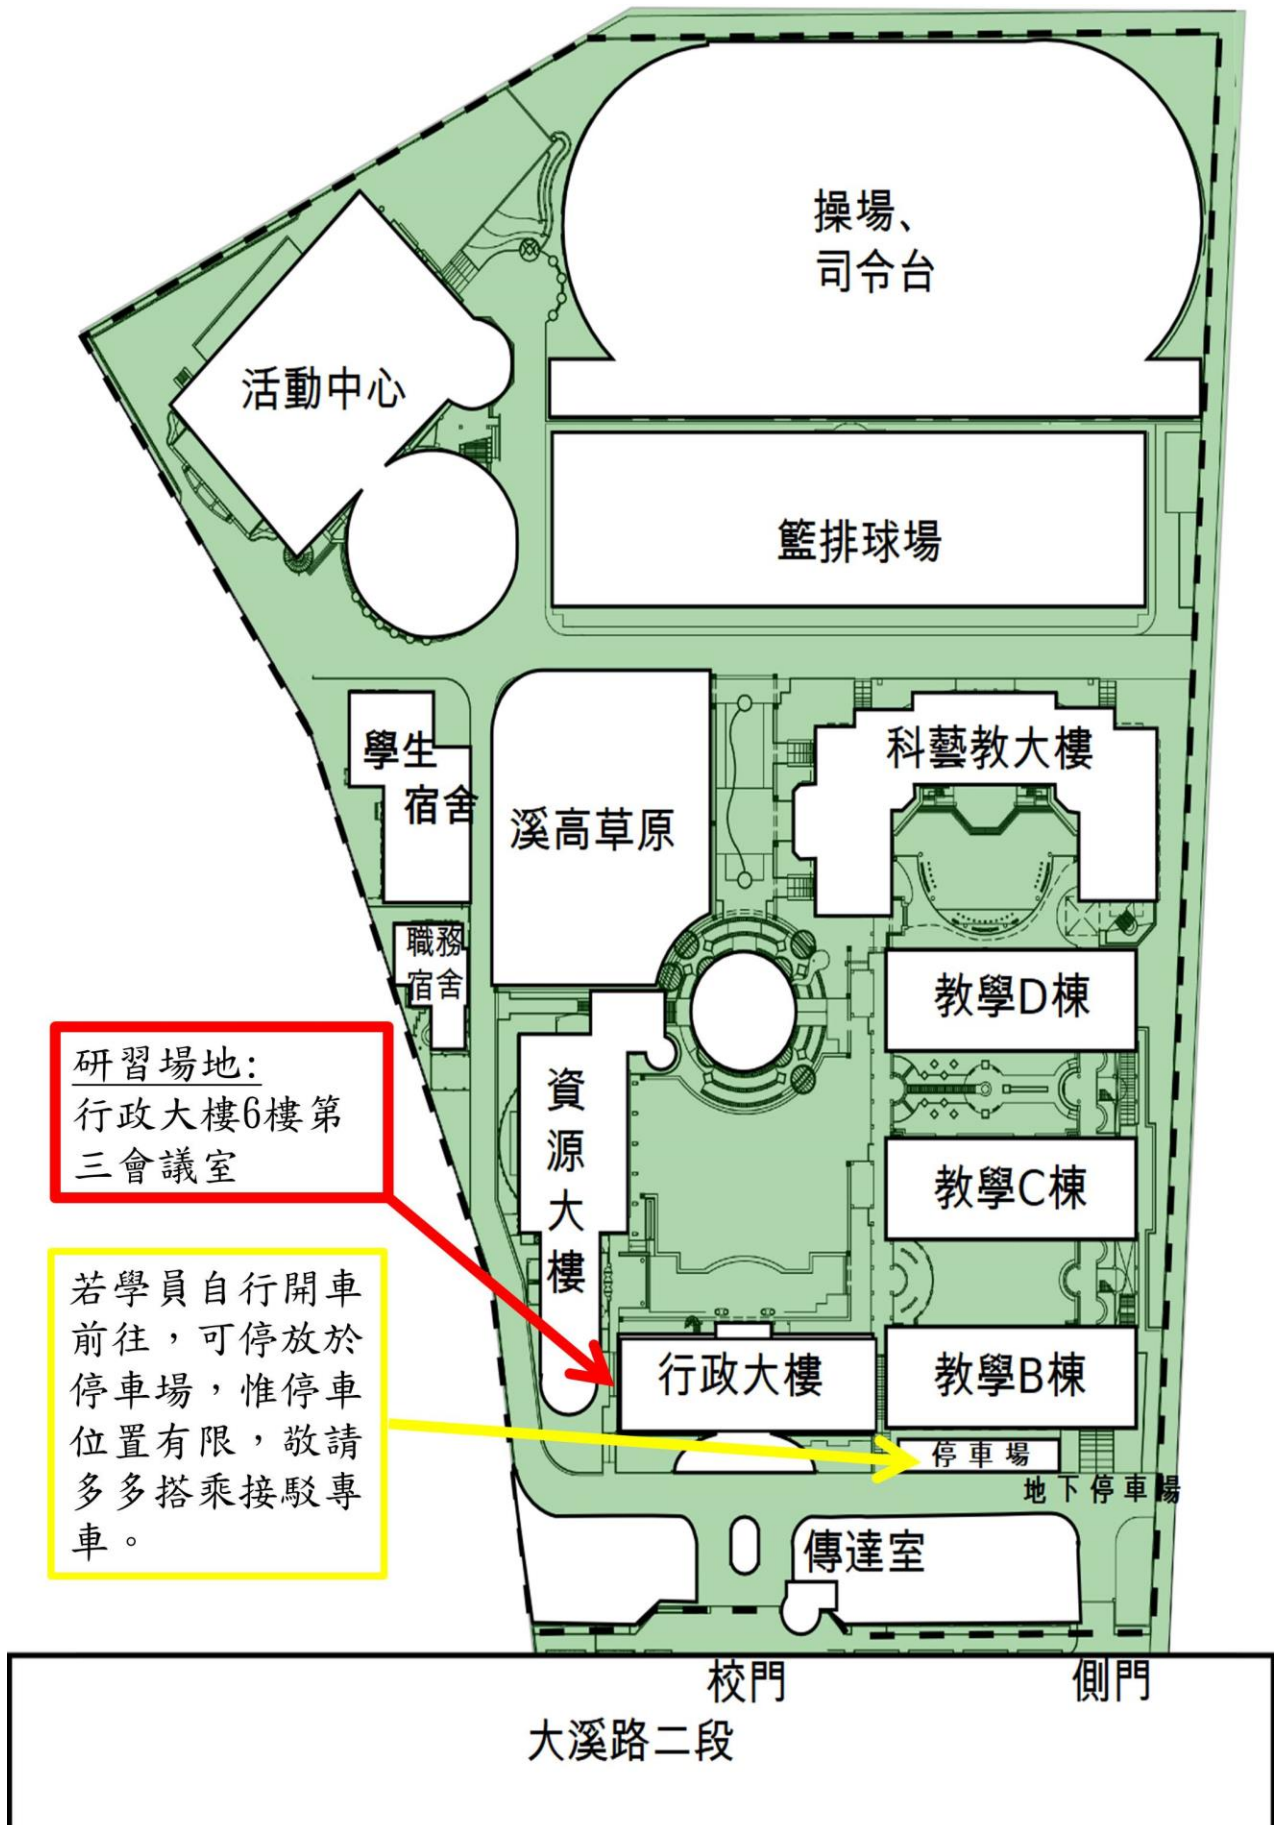 操場、
司令台
活動中心
籃排球場
學生
宿舍
溪高草原
科藝教大樓
職務
宿舍
教學D棟
研習場地:
行政大樓6樓第
三會議室
資
源
大
樓
教學C棟
若學員自行開車
前往，可停放於
停車場，惟停車
位置有限，敬請
多多搭乘接駁專
車。
行政大樓
教學B棟
停車場
地下停車場
傳達室
校門
側門
大溪路二段